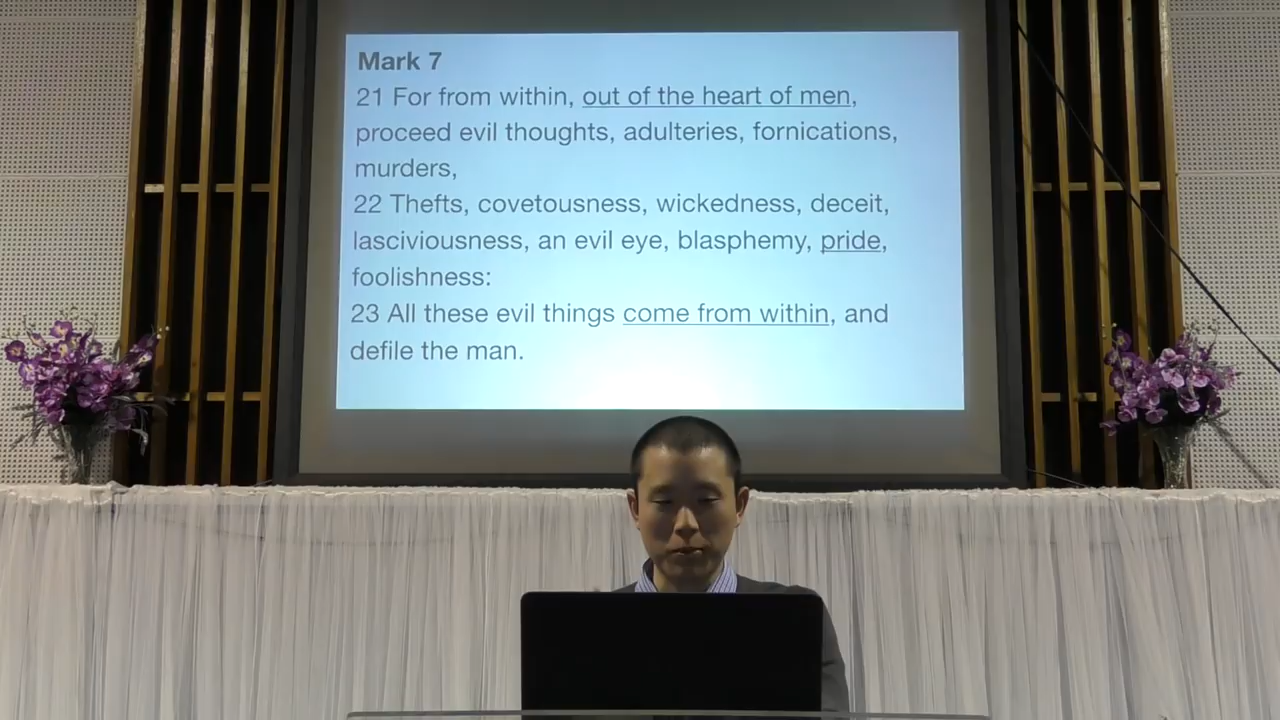 Mark 7
21 For from within, out of the heart of men,
proceed evil thoughts, adulteries, fornications,
murders,
22 Thefts, covetousness, wickedness, deceit,
lasciviousness, an evil eye, blasphemy, pride,
foolishness:
23 All these evil things come from within, and
defile the man.